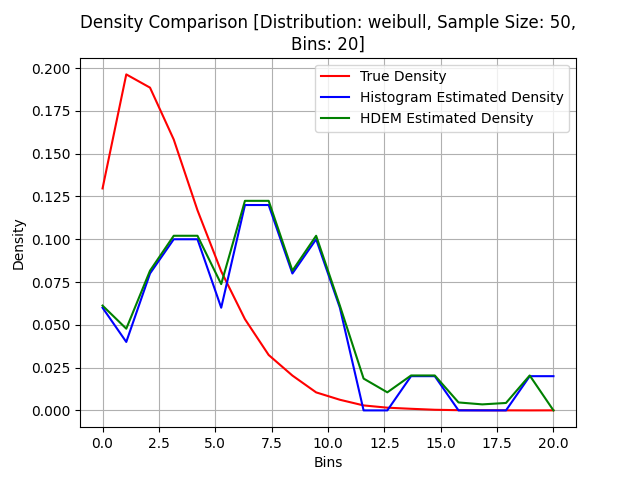 Density Comparison [Distribution: weibull, Sample Size: 50,
Bins: 20]
True Density
Histogram Estimated Density
HDEM Estimated Density
Density
0.200
0.175
0.150
0.125
0.100
0.075
0.050
0.025
0.000
0.0 2.5 5.0 7.5 10.0 12.5 15.0 17.5 20.0
Bins